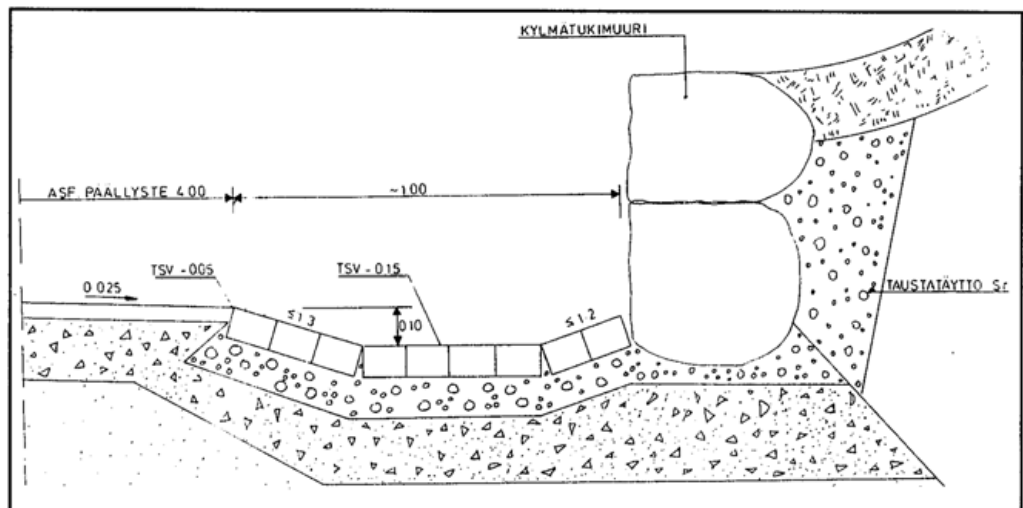 KYLMÄTUKIMUURI
ASF. PÄÄLLYSTE 4.00
~1.00
TSV -0.05
TSV -0.15
0.025
≤1:3
0.10
≤1:2
TAUSTATÄYTTÖ Sr